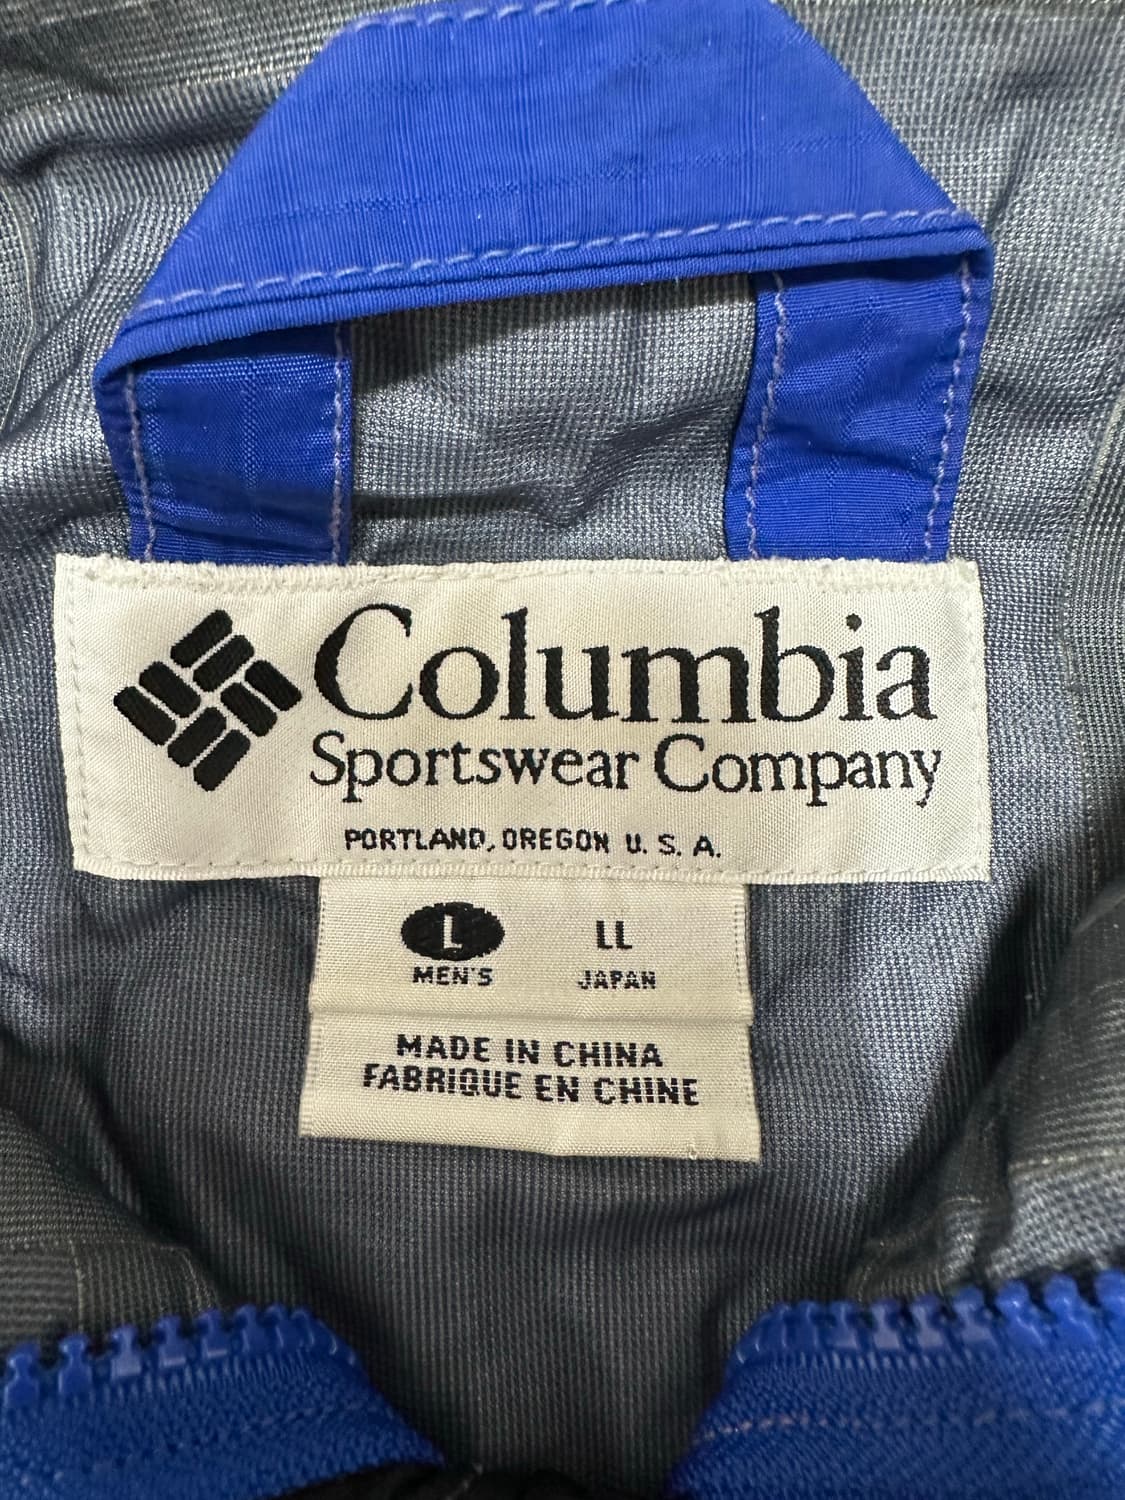 Columbia
Sportswear Company
PORTLAND, OREGON U. S. A.
L LL
MEN'S JAPAN
MADE IN CHINA
FABRIQUE EN CHINE